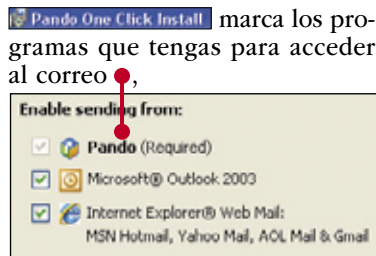 Pando One Click Install marca los pro-
gramas que tengas para acceder
al correo ,
Enable sending from:
Pando (Required)
Microsoft® Outlook 2003
Internet Explorer® Web Mail:
MSN Hotmail, Yahoo Mail, AOL Mail & Gmail